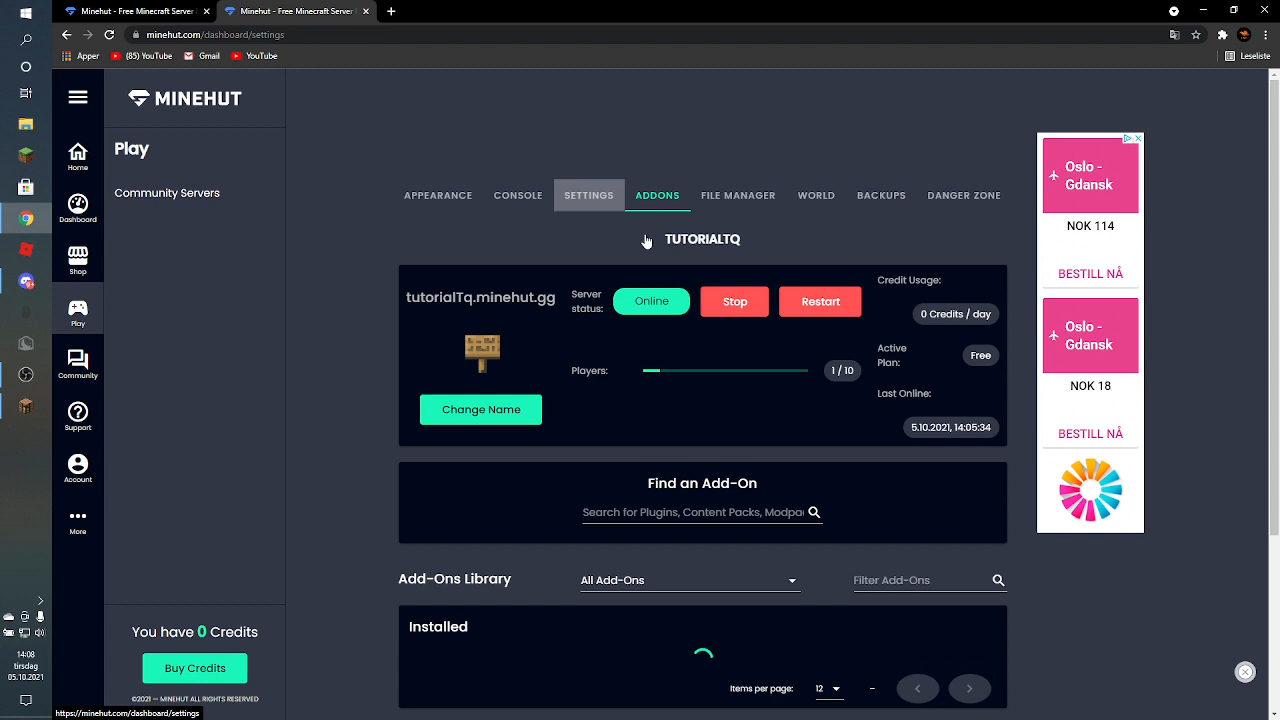 Minehut - Free Minecraft Server
Minehut - Free Minecraft Server
minehut.com/dashboard/settings
Apper
(85) YouTube
Gmail
YouTube
Leseliste
MINEHUT
Play
Community Servers
Home
Dashboard
Shop
Play
Community
Support
Account
More
APPEARANCE
CONSOLE
SETTINGS
ADDONS
FILE MANAGER
WORLD
BACKUPS
DANGER ZONE
TUTORIALTQ
tutorialTq.minehut.gg
Change Name
Server
status:
Online
Stop
Restart
Players:
1 / 10
Credit Usage:
0 Credits / day
Active
Plan:
Free
Last Online:
5.10.2021, 14:05:34
Find an Add-On
Search for Plugins, Content Packs, Modpa
Add-Ons Library
All Add-Ons
Filter Add-Ons
Installed
Items per page:
12
–
Oslo -
Gdansk
NOK 114
BESTILL NÅ
Oslo -
Gdansk
NOK 18
BESTILL NÅ
You have 0 Credits
Buy Credits
©2021 — MINEHUT ALL RIGHTS RESERVED
https://minehut.com/dashboard/settings
14:08
tirsdag
05.10.2021